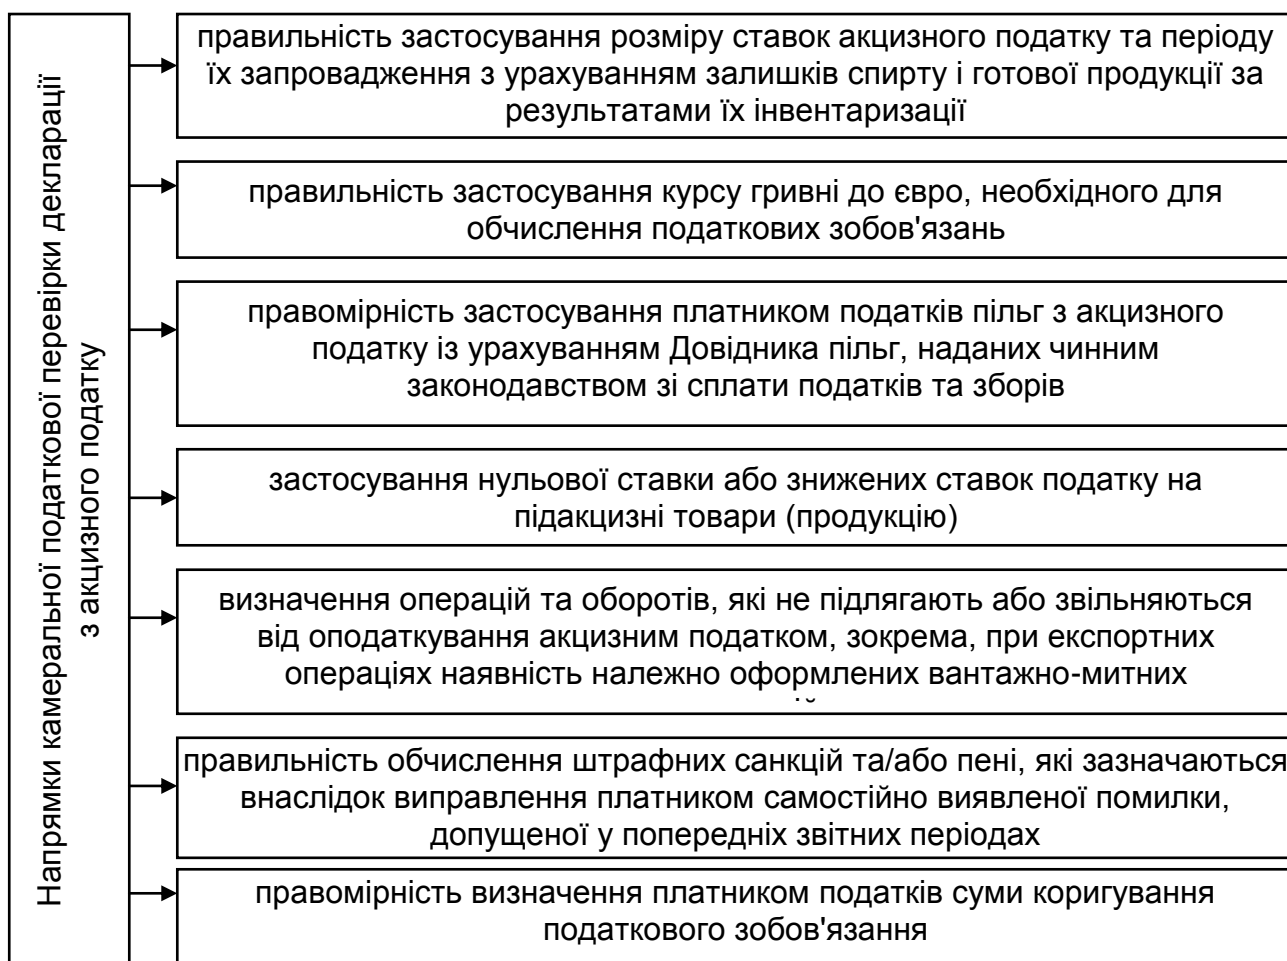 Напрямки камеральної податкової перевірки декларації
з акцизного податку
правильність застосування розміру ставок акцизного податку та періоду
їх запровадження з урахуванням залишків спирту і готової продукції за
результатами їх інвентаризації
правильність застосування курсу гривні до євро, необхідного для
обчислення податкових зобов'язань
правомірність застосування платником податків пільг з акцизного
податку із урахуванням Довідника пільг, наданих чинним
законодавством зі сплати податків та зборів
застосування нульової ставки або знижених ставок податку на
підакцизні товари (продукцію)
визначення операцій та оборотів, які не підлягають або звільняються
від оподаткування акцизним податком, зокрема, при експортних
операціях наявність належно оформлених вантажно-митних
правильність обчислення штрафних санкцій та/або пені, які зазначаються
внаслідок виправлення платником самостійно виявленої помилки,
допущеної у попередніх звітних періодах
правомірність визначення платником податків суми коригування
податкового зобов'язання